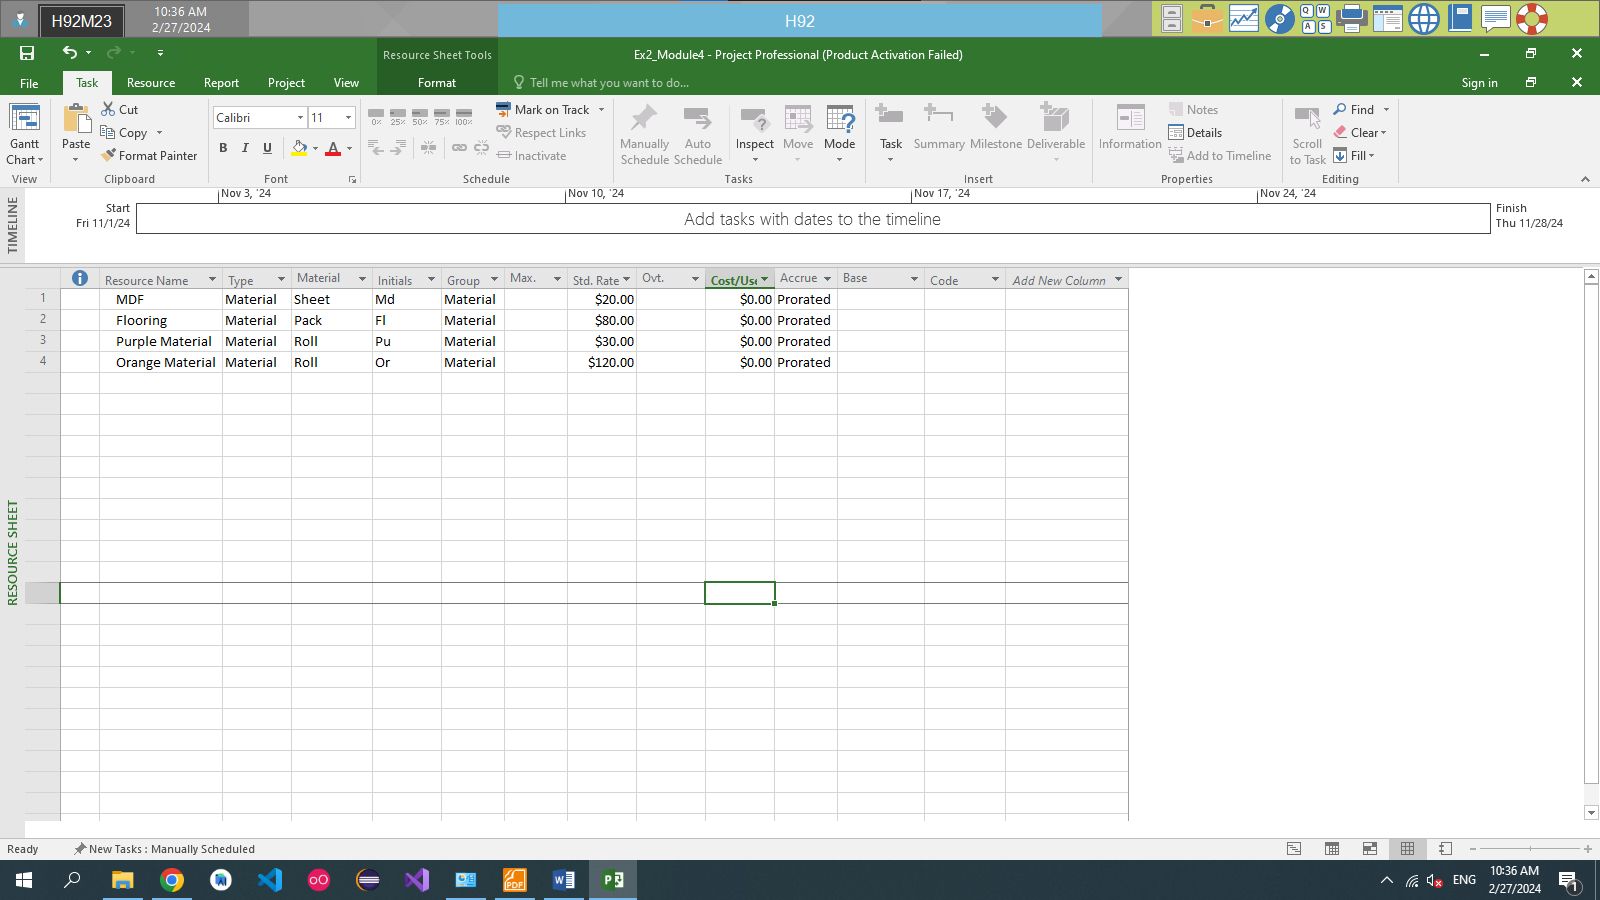 H92M23
10:36 AM
2/27/2024
H92
Q W
A S
Resource Sheet Tools
Ex2_Module4 - Project Professional (Product Activation Failed)
File
Task
Resource
Report
Project
View
Format
Tell me what you want to do...
Sign in
Gantt
Chart
View
Paste
Cut
Copy
Format Painter
Clipboard
Calibri
11
B I U A
Font
0% 25% 50% 75% 100%
Mark on Track
Respect Links
Inactivate
Schedule
Manually
Schedule
Auto
Schedule
Inspect
Move
Mode
Tasks
Task
Summary
Milestone
Deliverable
Insert
Information
Notes
Details
Add to Timeline
Properties
Scroll
to Task
Find
Clear
Fill
Editing
TIMELINE
Nov 3, '24
Nov 10, '24
Nov 17, '24
Nov 24, '24
Start
Fri 11/1/24
Add tasks with dates to the timeline
Finish
Thu 11/28/24
RESOURCE SHEET
Resource Name Type Material Initials Group Max. Std. Rate Ovt. Cost/Use Accrue Base Code Add New Column
1 MDF Material Sheet Md Material $20.00 $0.00 Prorated
2 Flooring Material Pack Fl Material $80.00 $0.00 Prorated
3 Purple Material Material Roll Pu Material $30.00 $0.00 Prorated
4 Orange Material Material Roll Or Material $120.00 $0.00 Prorated
Ready
New Tasks : Manually Scheduled
PDF
ENG
10:36 AM
2/27/2024
1